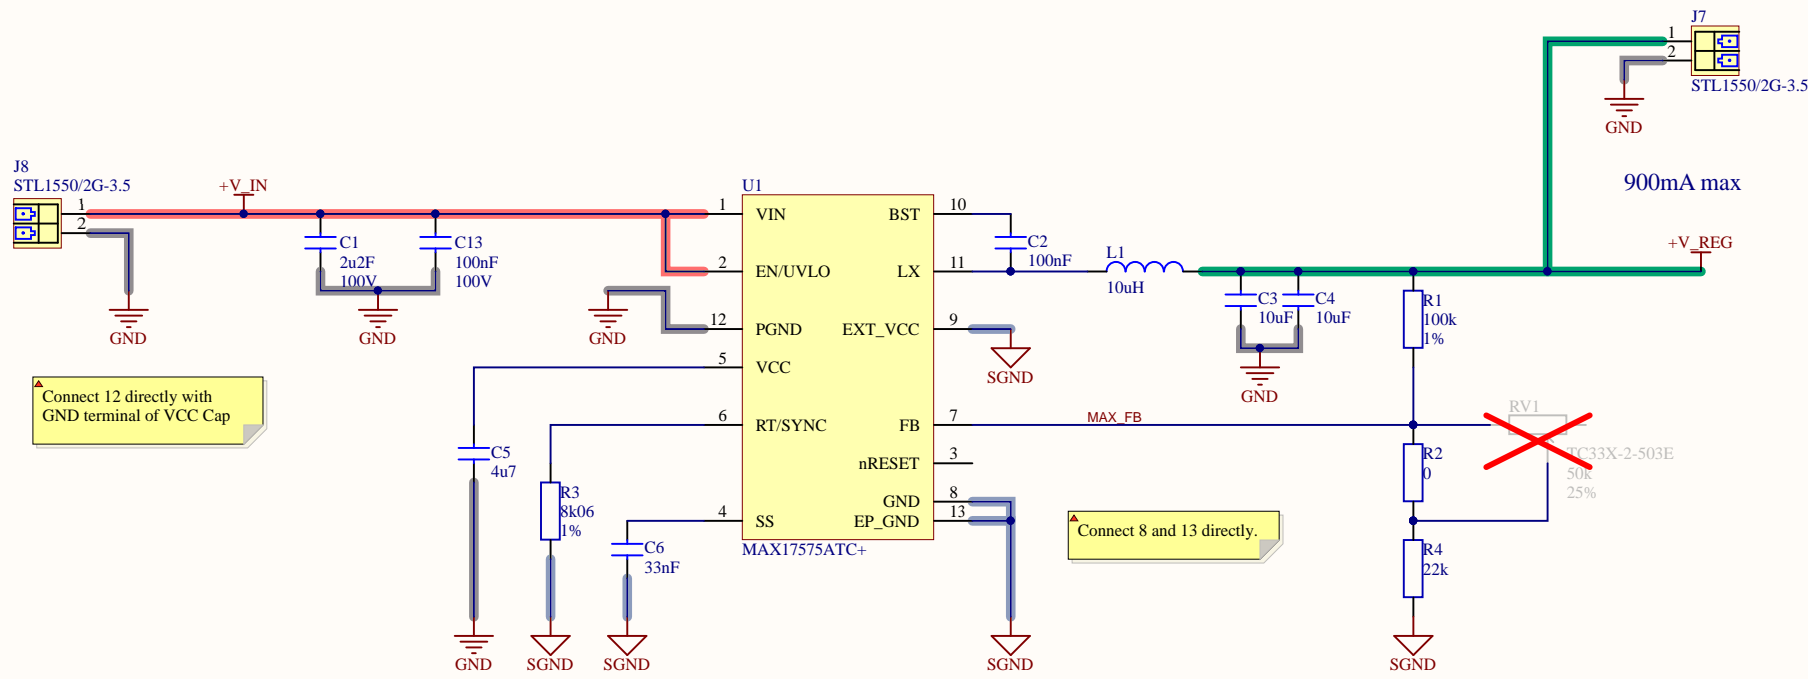 J7
1
2
STL1550/2G-3.5
GND
900mA max
J8
STL1550/2G-3.5
1
2
GND
+V_IN
C1
2u2F
100V
C13
100nF
100V
GND
GND
Connect 12 directly with
GND terminal of VCC Cap
U1
1 VIN
2 EN/UVLO
12 PGND
5 VCC
6 RT/SYNC
4 SS
BST 10
LX 11
EXT_VCC 9
FB 7
nRESET 3
GND 8
EP_GND 13
MAX17575ATC+
C2
100nF
L1
10uH
+V_REG
C3
10uF
C4
10uF
GND
R1
100k
1%
SGND
MAX_FB
RV1
TC33X-2-503E
50k
25%
R2
0
R4
22k
SGND
C5
4u7
GND
R3
8k06
1%
SGND
C6
33nF
SGND
Connect 8 and 13 directly.
SGND